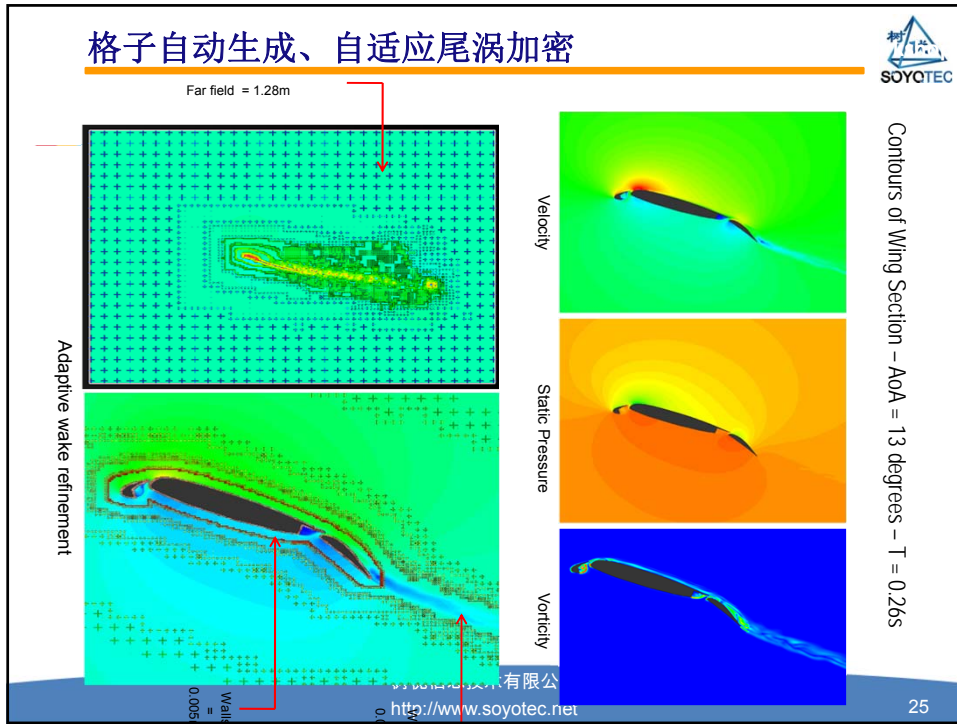 格子自动生成、自适应尾涡加密
SOYOTEC
Far field = 1.28m
Adaptive wake refinement
Velocity
Static Pressure
Vorticity
Contours of Wing Section – AoA = 13 degrees – T = 0.26s
Walls
=
技术有限公
http://www.soyotec.net
25